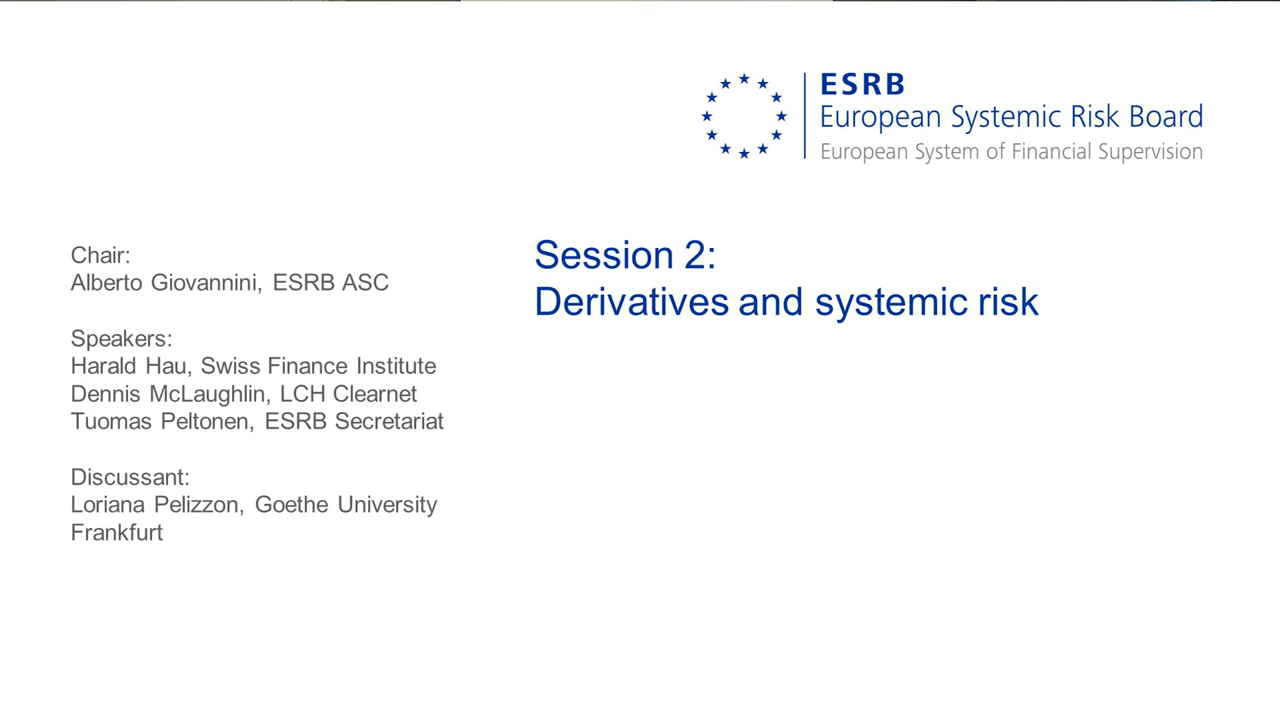 ESRB
European Systemic Risk Board
European System of Financial Supervision
Chair:
Alberto Giovannini, ESRB ASC
Speakers:
Harald Hau, Swiss Finance Institute
Dennis McLaughlin, LCH Clearnet
Tuomas Peltonen, ESRB Secretariat
Discussant:
Loriana Pelizzon, Goethe University
Frankfurt
Session 2:
Derivatives and systemic risk